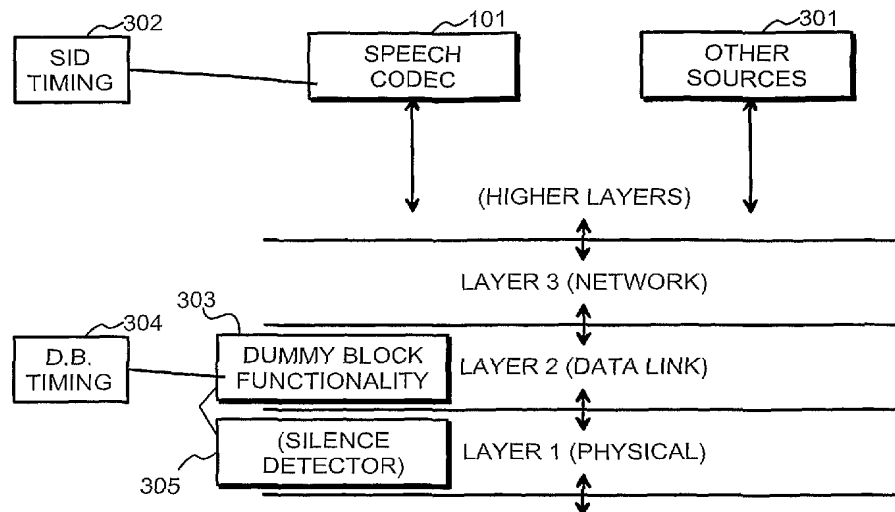 302
101
301
SID
TIMING
SPEECH
CODEC
OTHER
SOURCES
(HIGHER LAYERS)
LAYER 3 (NETWORK)
304
303
D.B.
TIMING
DUMMY BLOCK
FUNCTIONALITY
LAYER 2 (DATA LINK)
(SILENCE
DETECTOR)
LAYER 1 (PHYSICAL)
305